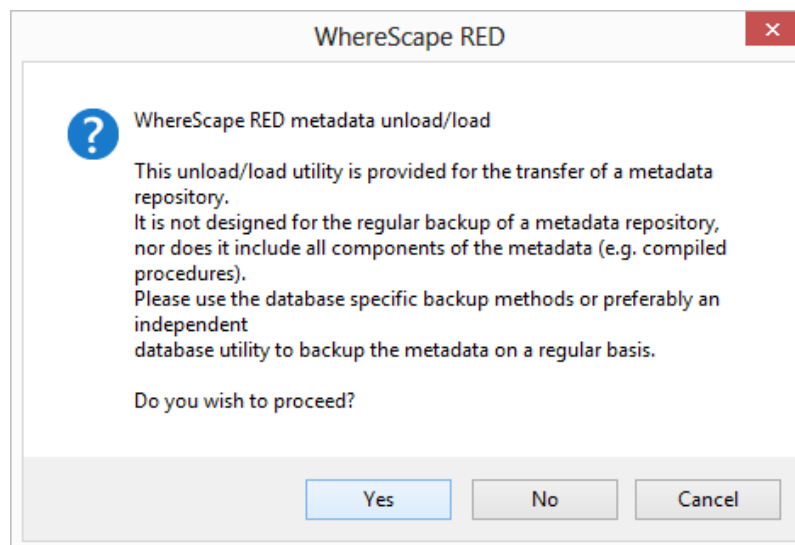 WhereScape RED
WhereScape RED metadata unload/load
This unload/load utility is provided for the transfer of a metadata
repository.
It is not designed for the regular backup of a metadata repository,
nor does it include all components of the metadata (e.g. compiled
procedures).
Please use the database specific backup methods or preferably an
independent
database utility to backup the metadata on a regular basis.
Do you wish to proceed?
Yes No Cancel